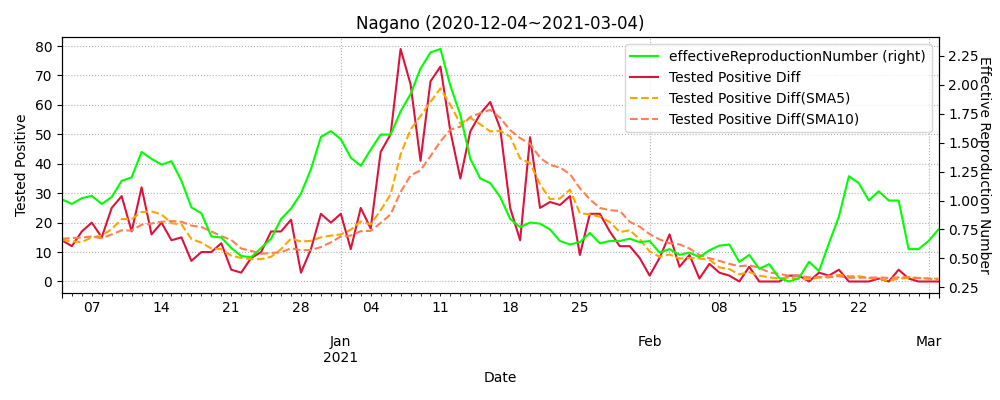 Nagano (2020-12-04~2021-03-04)
effectiveReproductionNumber (right)
Tested Positive Diff
Tested Positive Diff(SMA5)
Tested Positive Diff(SMA10)
Tested Positive
80
70
60
50
40
30
20
10
0
2.25
2.00
1.75
1.50
1.25
1.00
0.75
0.50
0.25
Effective Reproduction Number
07 14 21 28 04 11 18 25 08 15 22
Jan Feb Mar
2021
Date